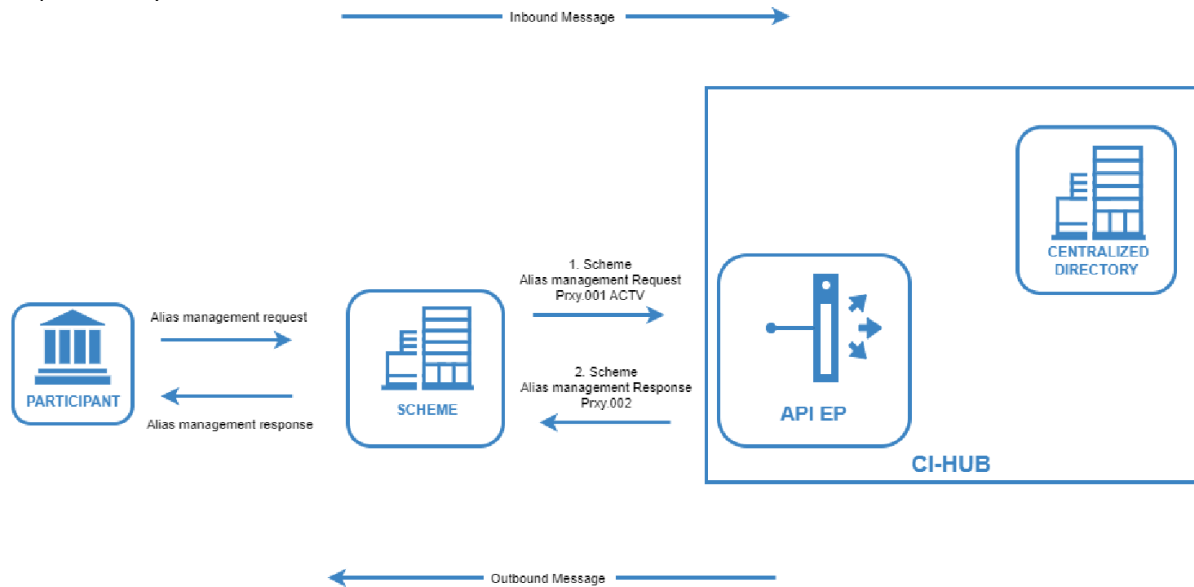 Inbound Message
CENTRALIZED
DIRECTORY
1. Scheme
Alias management Request
Prxy.001 ACTV
Alias management request
2. Scheme
Alias management Response
Prxy.002
PARTICIPANT
SCHEME
API EP
Alias management response
CI-HUB
Outbound Message